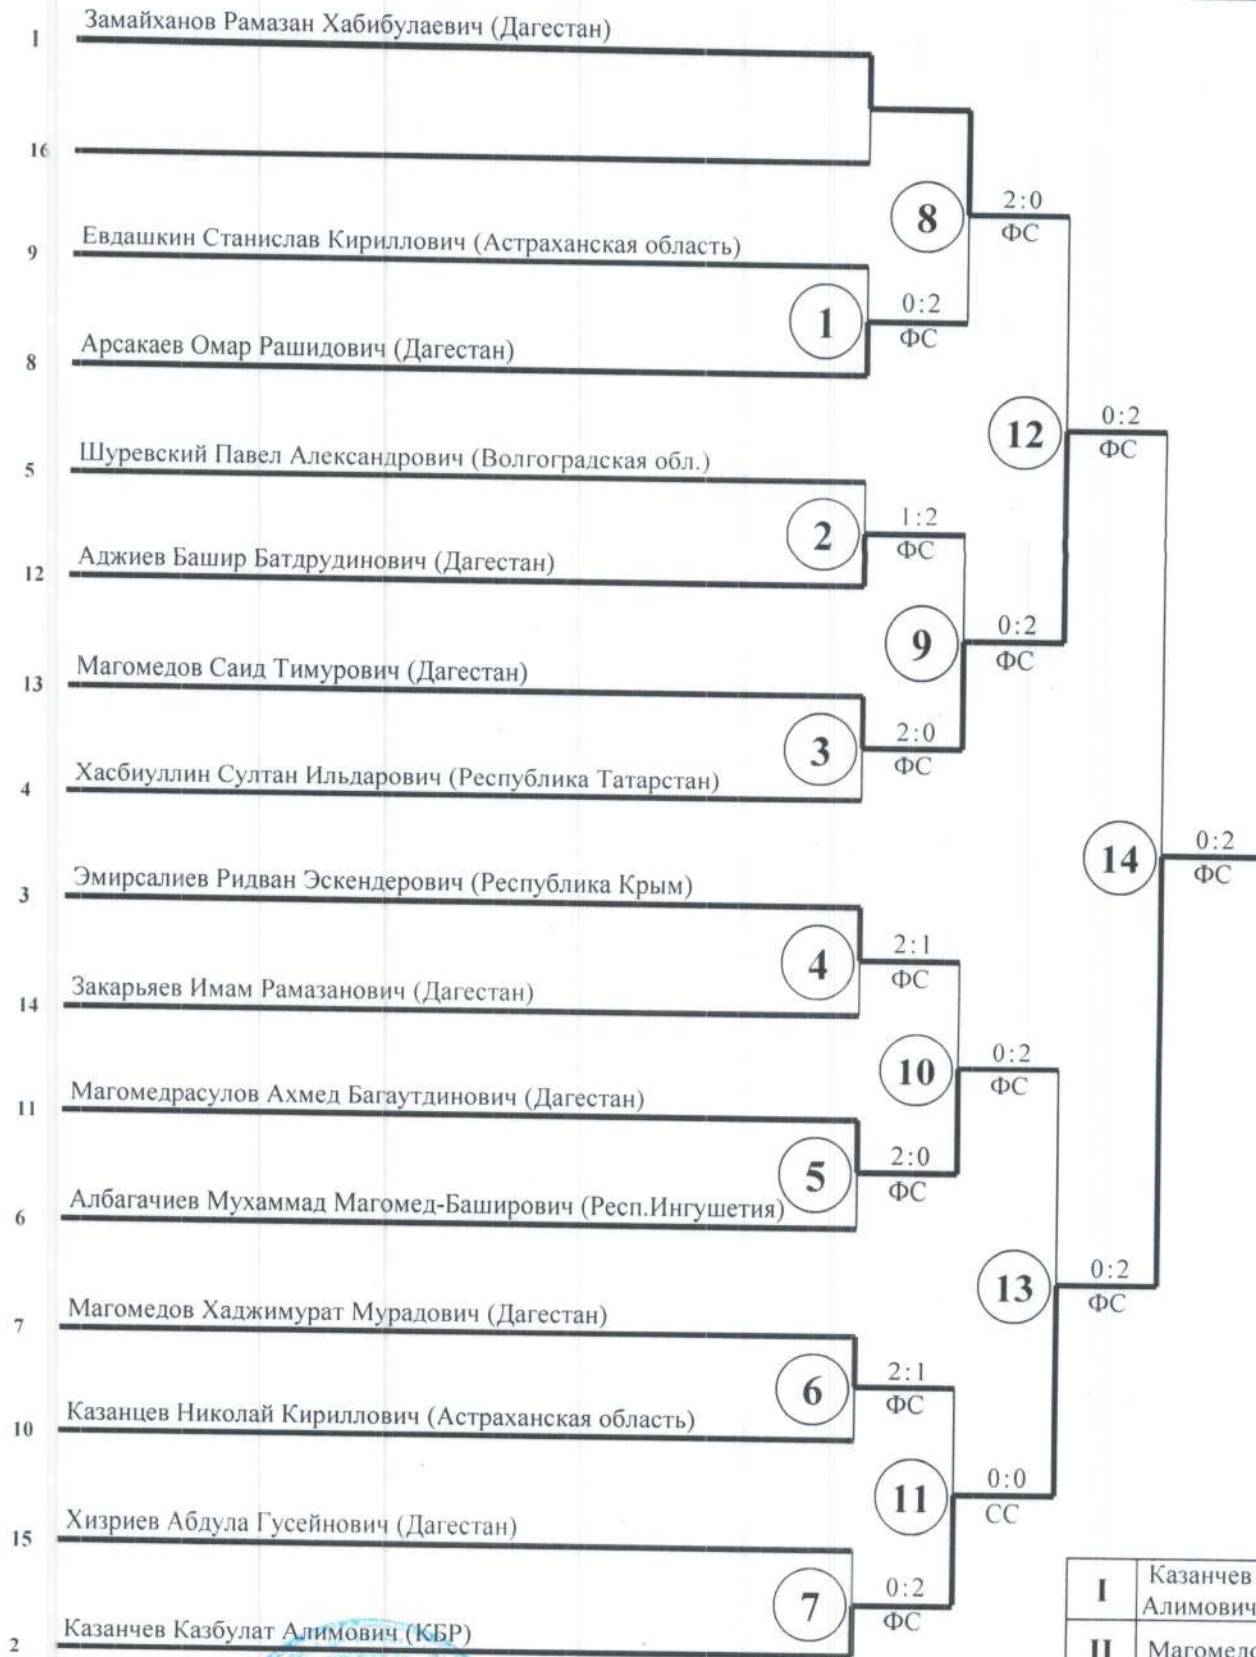 1 Замайханов Рамазан Хабибулаевич (Дагестан)
16
8 2:0
ФС
9 Евдашкин Станислав Кириллович (Астраханская область)
1 0:2
ФС
8 Арсакаев Омар Рашидович (Дагестан)
12 0:2
ФС
5 Шуревский Павел Александрович (Волгоградская обл.)
2 1:2
ФС
12 Аджиев Башир Батдрудинович (Дагестан)
9 0:2
ФС
13 Магомедов Саид Тимурович (Дагестан)
3 2:0
ФС
4 Хасбиуллин Султан Ильдарович (Республика Татарстан)
14 0:2
ФС
3 Эмирсалиев Ридван Эскендерович (Республика Крым)
4 2:1
ФС
14 Закарьяев Имам Рамазанович (Дагестан)
10 0:2
ФС
11 Магомедрасулов Ахмед Багаутдинович (Дагестан)
5 2:0
ФС
6 Албагачиев Мухаммад Магомед-Баширович (Респ.Ингушетия)
13 0:2
ФС
7 Магомедов Хаджимурат Мурадович (Дагестан)
6 2:1
ФС
10 Казанцев Николай Кириллович (Астраханская область)
11 0:0
СС
15 Хизриев Абдула Гусейнович (Дагестан)
7 0:2
ФС
2 Казанчев Казбулат Алимович (КБР)
I Казанчев
Алимович
II